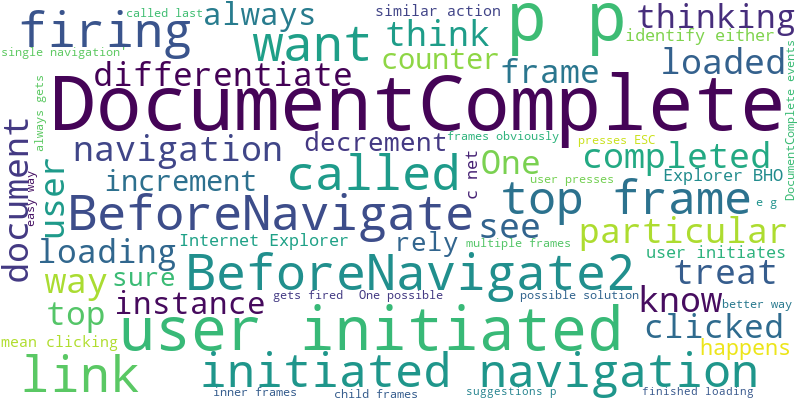 called last
similar action
p p
firing
always
thinking
want
think
identify either
single navigation
counter
loaded
differentiate
frame
DocumentComplete
always gets
DocumentComplete events
document
navigation
decrement
frames obviously
presses ESC
called
One
completed
c net
user
increment
user presses
Explorer BHO
easy way
top frame
e g
BeforeNavigate
see
particular
loading
Internet Explorer
rely
multiple frames
user initiates
way
sure
BeforeNavigate2
treat
instance
gets fired
One possible
possible solution
know
better way
top
user initiated
clicked
mean clicking
happens
link
initiated navigation
inner frames
child frames
suggestions p
finished loading